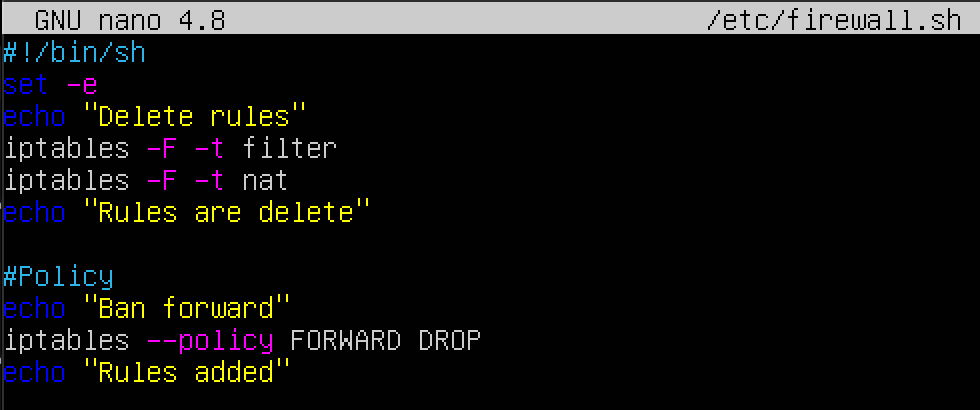 GNU nano 4.8 /etc/firewall.sh
#!/bin/sh
set -e
echo "Delete rules"
iptables -F -t filter
iptables -F -t nat
echo "Rules are delete"
#Policy
echo "Ban forward"
iptables --policy FORWARD DROP
echo "Rules added"